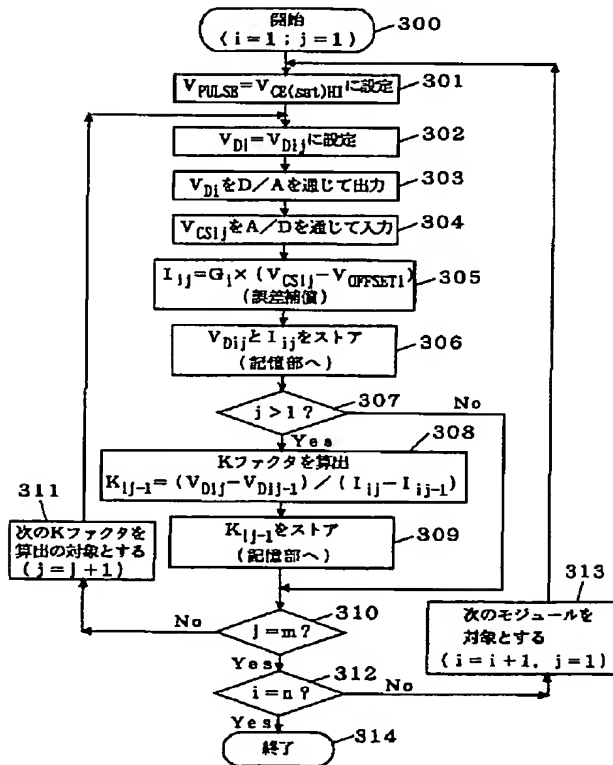 開始
(i=1;j=1)
300
V_PULSE=V_CE(sat)HIに設定
301
V_Di=V_Dijに設定
302
V_DiをD/Aを通じて出力
303
V_CSijをA/Dを通じて入力
304
I_ij=G_i×(V_CSij−V_OFFSETi)
(誤差補償)
305
V_DijとI_ijをストア
(記憶部へ)
306
j>1?
307
No
Yes
Kファクタを算出
K_ij-1=(V_Dij−V_Dij-1)/(I_ij−I_ij-1)
308
K_ij-1をストア
(記憶部へ)
309
311
次のKファクタを
算出の対象とする
(j=j+1)
j=m?
310
No
Yes
313
次のモジュールを
対象とする
(i=i+1, j=1)
i=n?
312
No
Yes
終了
314